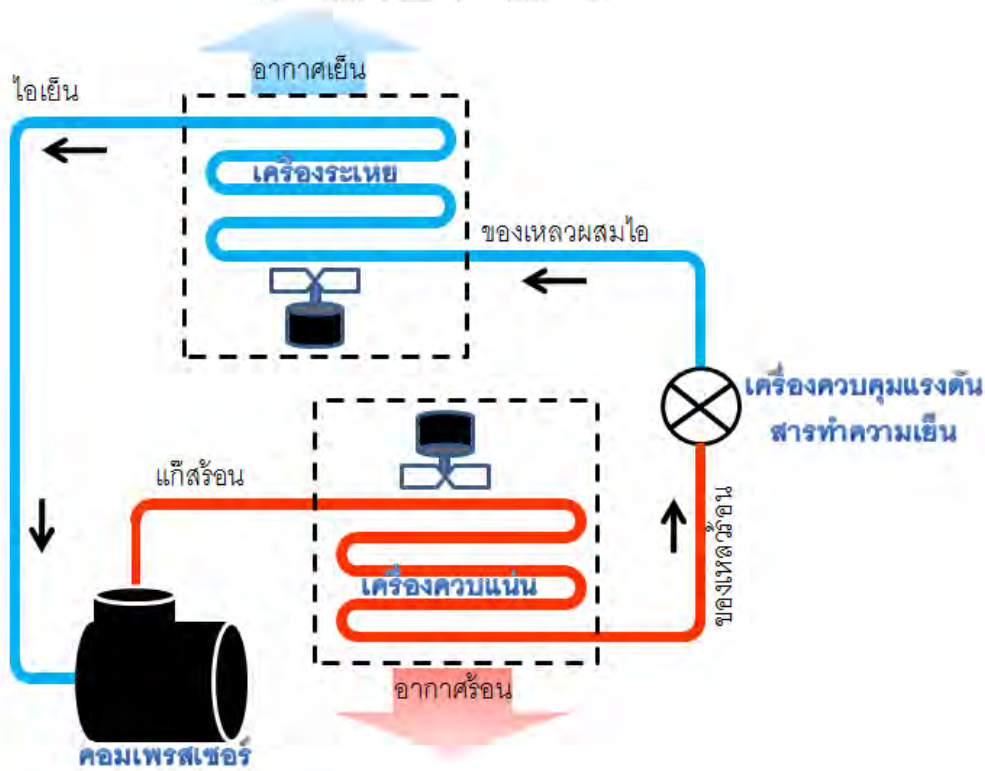 อากาศเย็น
ไอเย็น
เครื่องระเหย
ของเหลวผสมไอ
เครื่องควบคุมแรงดัน
สารทำความเย็น
แก๊สร้อน
ของเหลวร้อน
เครื่องควบแน่น
อากาศร้อน
คอมเพรสเซอร์